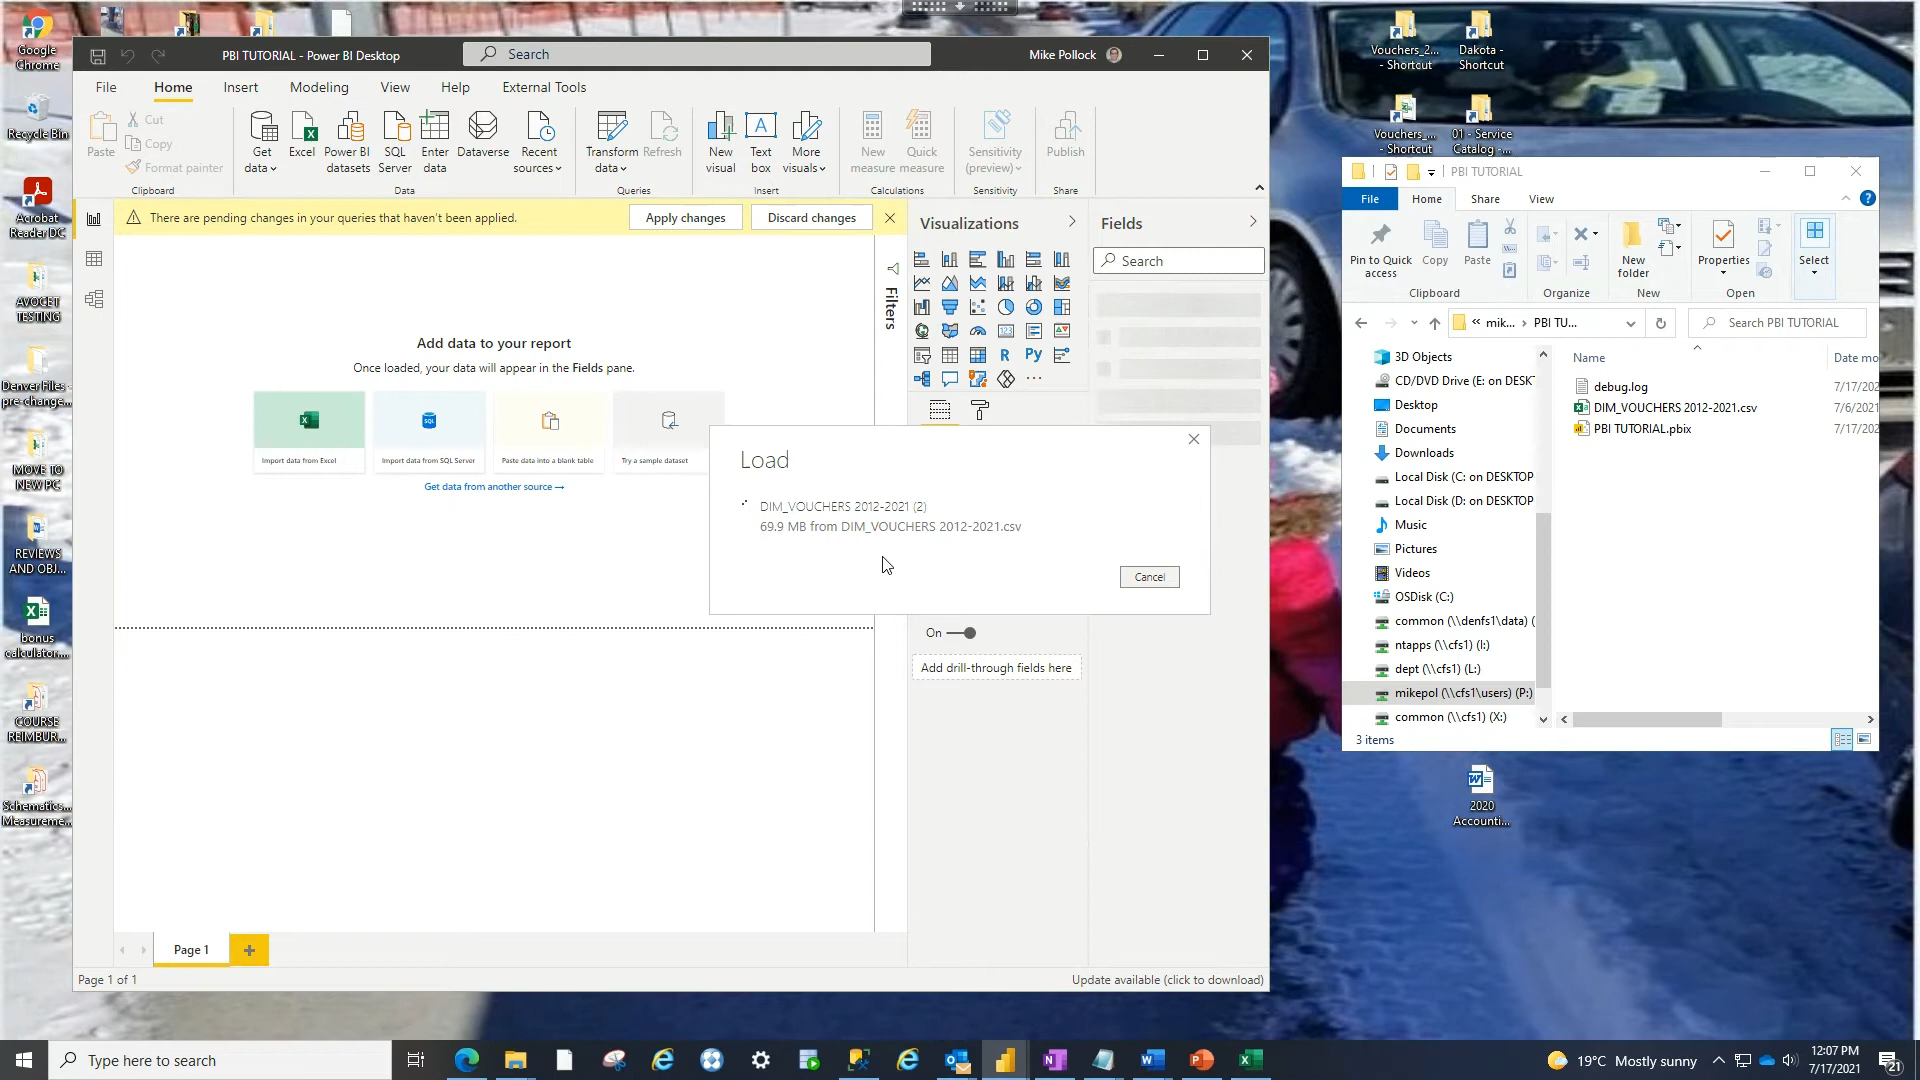 Google
Chrome
Recycle Bin
Acrobat
Reader DC
AVOCET
TESTING
Denver Files -
pre-change...
MOVE TO
NEW PC
REVIEWS
AND OBJ...
bonus
calculator...
COURSE
REIMBUR...
Schematics...
Measureme...
PBI TUTORIAL - Power BI Desktop
Search
Mike Pollock
File
Home
Insert
Modeling
View
Help
External Tools
Paste
Cut
Copy
Format painter
Clipboard
Get
data
Excel
Power BI
datasets
SQL
Server
Enter
data
Dataverse
Recent
sources
Data
Transform
data
Refresh
Queries
New
visual
Text
box
More
visuals
Insert
New
measure
Quick
measure
Calculations
Sensitivity
(preview)
Sensitivity
Publish
Share
There are pending changes in your queries that haven't been applied.
Apply changes
Discard changes
Add data to your report
Once loaded, your data will appear in the Fields pane.
Import data from Excel
Import data from SQL Server
Paste data into a blank table
Try a sample dataset
Get data from another source →
Filters
Visualizations
R
Py
Fields
Search
Load
DIM_VOUCHERS 2012-2021 (2)
69.9 MB from DIM_VOUCHERS 2012-2021.csv
Cancel
On
Add drill-through fields here
Page 1
Page 1 of 1
Update available (click to download)
Vouchers_2...
- Shortcut
Dakota -
Shortcut
Vouchers_...
- Shortcut
01 - Service
Catalog -...
PBI TUTORIAL
File
Home
Share
View
Pin to Quick
access
Copy
Paste
Clipboard
Organize
New
folder
New
Properties
Open
Select
« mik... › PBI TU...
Search PBI TUTORIAL
3D Objects
CD/DVD Drive (E: on DESKT
Desktop
Documents
Downloads
Local Disk (C: on DESKTOP
Local Disk (D: on DESKTOP
Music
Pictures
Videos
OSDisk (C:)
common (\\denfs1\data) (
ntapps (\\cfs1) (I:)
dept (\\cfs1) (L:)
mikepol (\\cfs1\users) (P:)
common (\\cfs1) (X:)
Name
Date mo
debug.log
7/17/202
DIM_VOUCHERS 2012-2021.csv
7/6/2021
PBI TUTORIAL.pbix
7/17/202
3 items
2020
Accounti...
Type here to search
19°C Mostly sunny
12:07 PM
7/17/2021
21